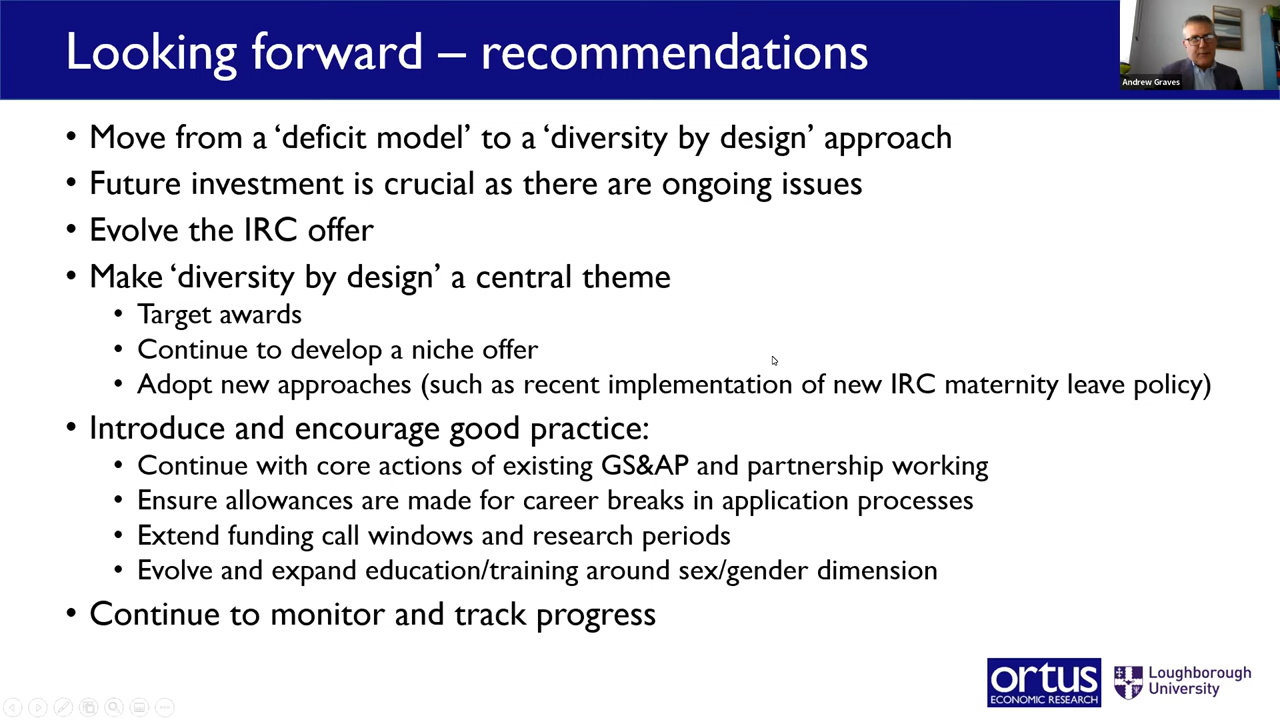 Looking forward – recommendations
Andrew Graves
• Move from a ‘deficit model’ to a ‘diversity by design’ approach
• Future investment is crucial as there are ongoing issues
• Evolve the IRC offer
• Make ‘diversity by design’ a central theme
• Target awards
• Continue to develop a niche offer
• Adopt new approaches (such as recent implementation of new IRC maternity leave policy)
• Introduce and encourage good practice:
• Continue with core actions of existing GS&AP and partnership working
• Ensure allowances are made for career breaks in application processes
• Extend funding call windows and research periods
• Evolve and expand education/training around sex/gender dimension
• Continue to monitor and track progress
ortus
ECONOMIC RESEARCH
Loughborough
University